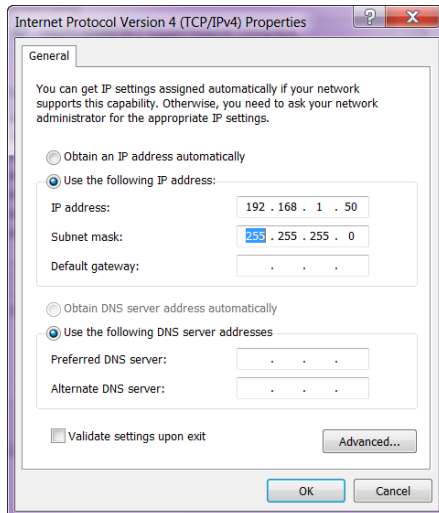 Internet Protocol Version 4 (TCP/IPv4) Properties
General
You can get IP settings assigned automatically if your network
supports this capability. Otherwise, you need to ask your network
administrator for the appropriate IP settings.
Obtain an IP address automatically
Use the following IP address:
IP address: 192 . 168 . 1 . 50
Subnet mask: 255 . 255 . 255 . 0
Default gateway: . . .
Obtain DNS server address automatically
Use the following DNS server addresses
Preferred DNS server: . . .
Alternate DNS server: . . .
Validate settings upon exit
Advanced...
OK Cancel